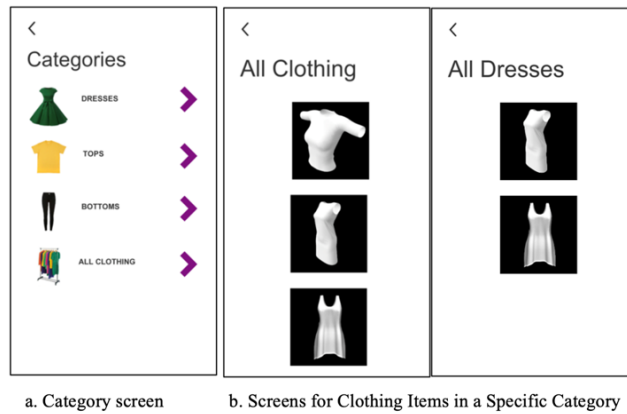 Categories
DRESSES
TOPS
BOTTOMS
ALL CLOTHING
All Clothing
All Dresses
a. Category screen
b. Screens for Clothing Items in a Specific Category